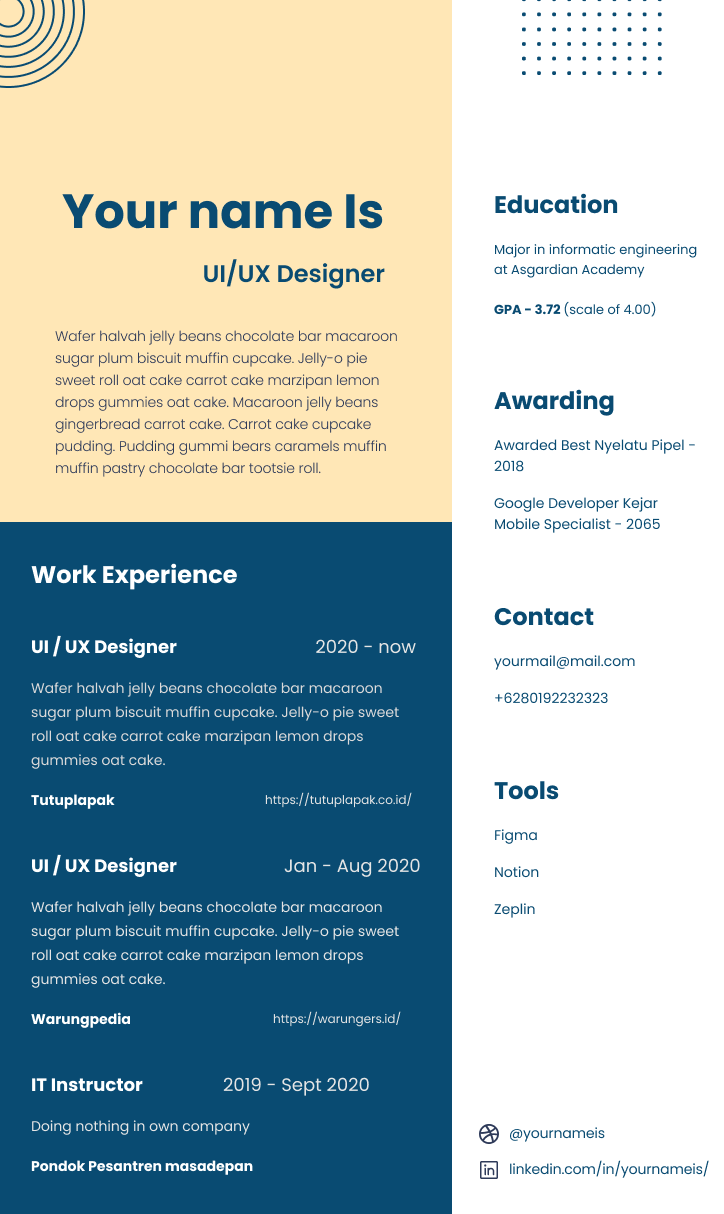 Your name Is
UI/UX Designer
Wafer halvah jelly beans chocolate bar macaroon
sugar plum biscuit muffin cupcake. Jelly-o pie
sweet roll oat cake carrot cake marzipan lemon
drops gummies oat cake. Macaroon jelly beans
gingerbread carrot cake. Carrot cake cupcake
pudding. Pudding gummi bears caramels muffin
muffin pastry chocolate bar tootsie roll.
Work Experience
UI / UX Designer 2020 - now
Wafer halvah jelly beans chocolate bar macaroon
sugar plum biscuit muffin cupcake. Jelly-o pie sweet
roll oat cake carrot cake marzipan lemon drops
gummies oat cake.
Tutuplapak https://tutuplapak.co.id/
UI / UX Designer Jan - Aug 2020
Wafer halvah jelly beans chocolate bar macaroon
sugar plum biscuit muffin cupcake. Jelly-o pie sweet
roll oat cake carrot cake marzipan lemon drops
gummies oat cake.
Warungpedia https://warungers.id/
IT Instructor 2019 - Sept 2020
Doing nothing in own company
Pondok Pesantren masadepan
Education
Major in informatic engineering
at Asgardian Academy
GPA - 3.72 (scale of 4.00)
Awarding
Awarded Best Nyelatu Pipel -
2018
Google Developer Kejar
Mobile Specialist - 2065
Contact
yourmail@mail.com
+6280192232323
Tools
Figma
Notion
Zeplin
@yournameis
linkedin.com/in/yournameis/